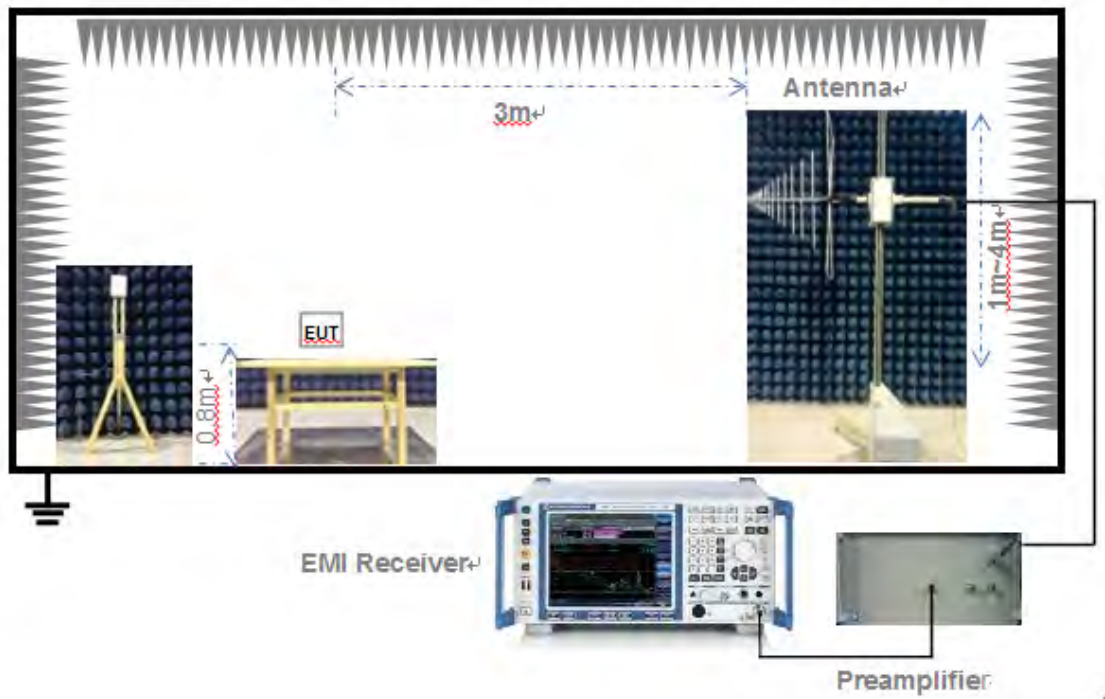 Antenna↵
3m↵
1m~4m↵
EUT
0.8m↵
EMI Receiver↵
Preamplifier